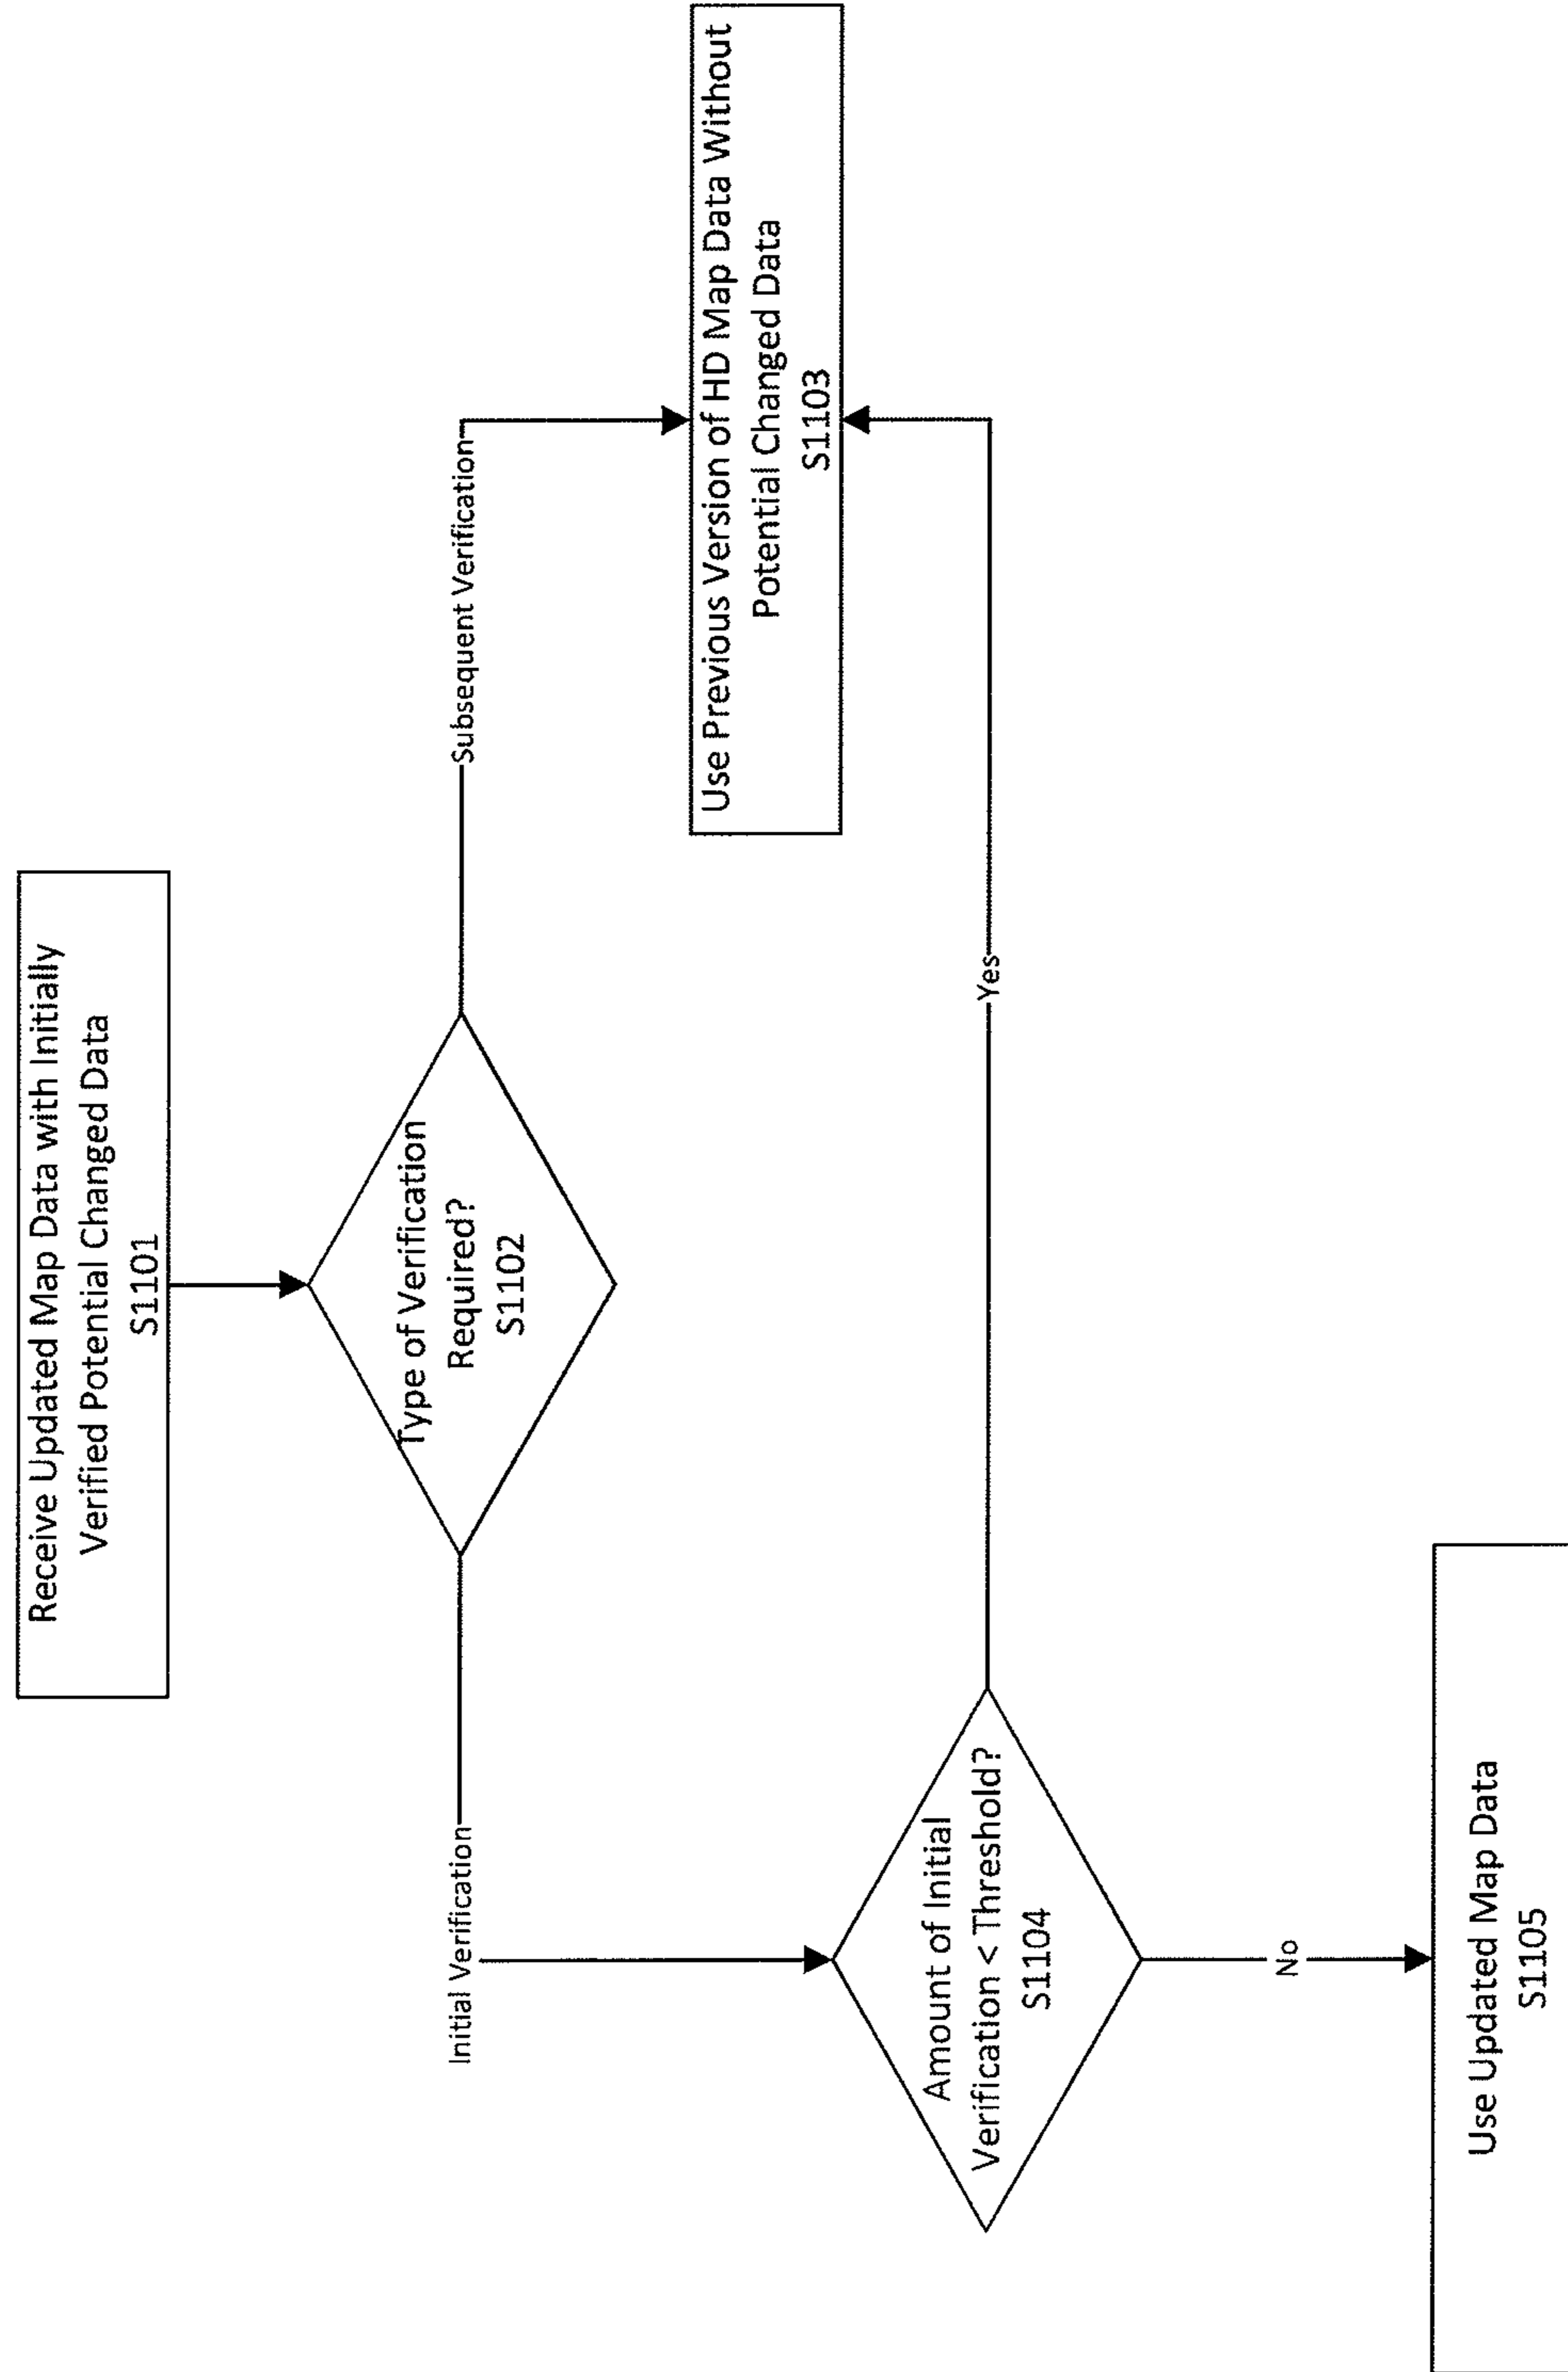 Receive Updated Map Data with Initially
Verified Potential Changed Data
S1101
Type of Verification
Required?
S1102
Initial Verification
Subsequent Verification
Use Previous Version of HD Map Data Without
Potential Changed Data
S1103
Amount of Initial
Verification < Threshold?
S1104
Yes
No
Use Updated Map Data
S1105